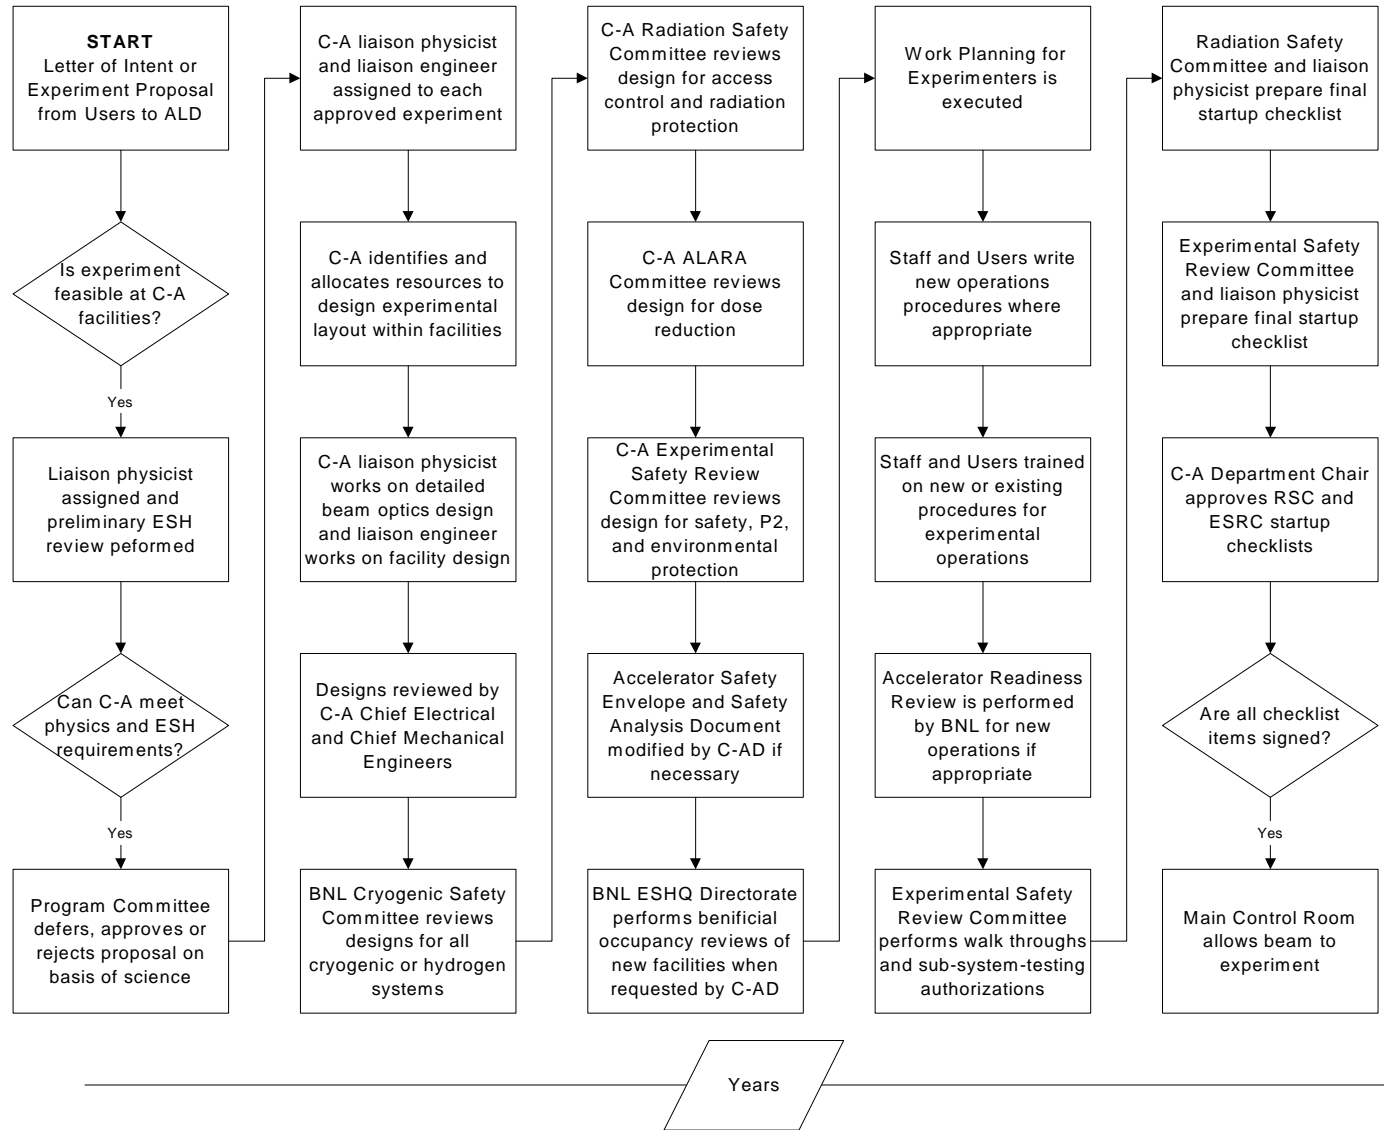 START
Letter of Intent or
Experiment Proposal
from Users to ALD
Is experiment
feasible at C-A
facilities?
Yes
Liaison physicist
assigned and
preliminary ESH
review peformed
Can C-A meet
physics and ESH
requirements?
Yes
Program Committee
defers, approves or
rejects proposal on
basis of science
C-A liaison physicist
and liaison engineer
assigned to each
approved experiment
C-A identifies and
allocates resources to
design experimental
layout within facilities
C-A liaison physicist
works on detailed
beam optics design
and liaison engineer
works on facility design
Designs reviewed by
C-A Chief Electrical
and Chief Mechanical
Engineers
BNL Cryogenic Safety
Committee reviews
designs for all
cryogenic or hydrogen
systems
C-A Radiation Safety
Committee reviews
design for access
control and radiation
protection
C-A ALARA
Committee reviews
design for dose
reduction
C-A Experimental
Safety Review
Committee reviews
design for safety, P2,
and environmental
protection
Accelerator Safety
Envelope and Safety
Analysis Document
modified by C-AD if
necessary
BNL ESHQ Directorate
performs benificial
occupancy reviews of
new facilities when
requested by C-AD
Work Planning for
Experimenters is
executed
Staff and Users write
new operations
procedures where
appropriate
Staff and Users trained
on new or existing
procedures for
experimental
operations
Accelerator Readiness
Review is performed
by BNL for new
operations if
appropriate
Experimental Safety
Review Committee
performs walk throughs
and sub-system-testing
authorizations
Radiation Safety
Committee and liaison
physicist prepare final
startup checklist
Experimental Safety
Review Committee
and liaison physicist
prepare final startup
checklist
C-A Department Chair
approves RSC and
ESRC startup
checklists
Are all checklist
items signed?
Yes
Main Control Room
allows beam to
experiment
Years